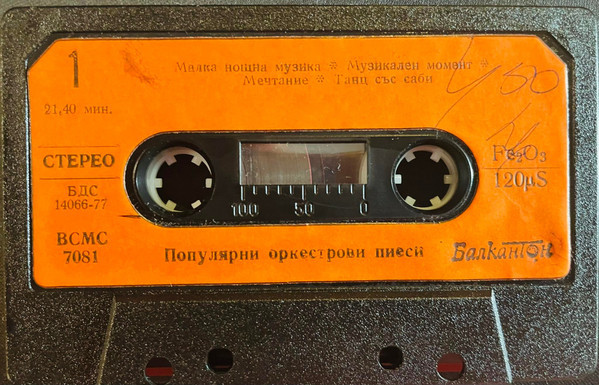 1
Малка нощна музика * Музикален момент *
Мечтание * Танц със саби
21,40 мин.
СТЕРЕО
БДС
14066-77
ВСМС
7081
Fe₂O₃
120µS
100 50 0
Популярни оркестрови пиеси
Балкантон